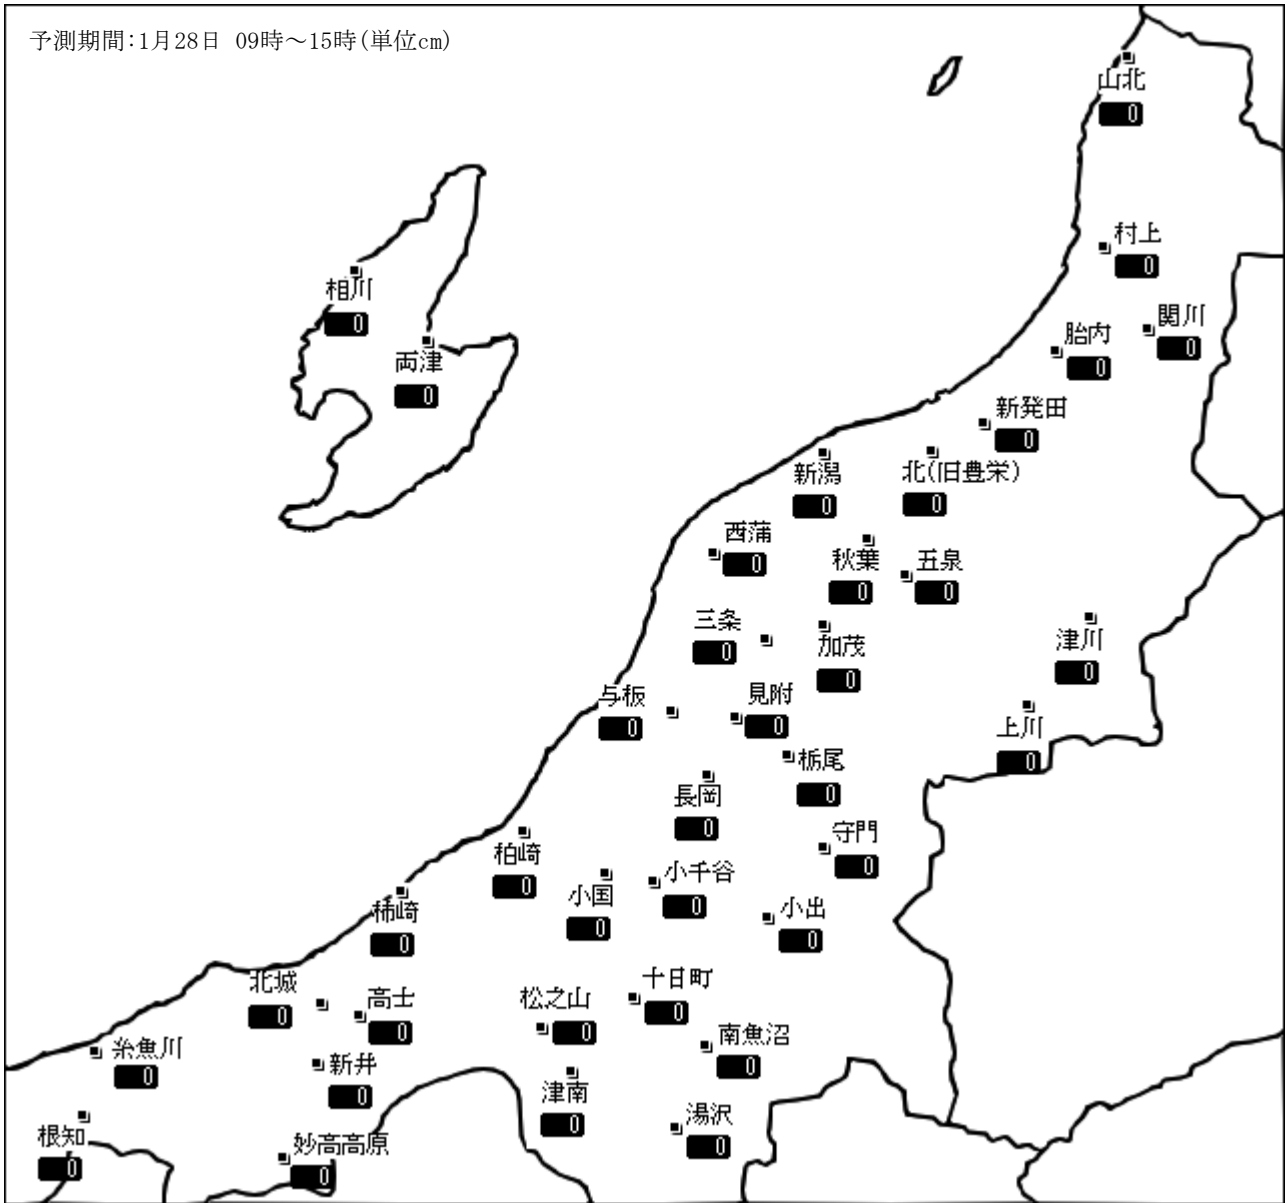 予測期間:1月28日 09時～15時(単位cm)
山北
0
村上
0
相川
0
関川
0
胎内
0
両津
0
新発田
0
新潟
0
北(旧豊栄)
0
西蒲
0
秋葉
0
五泉
0
三条
0
加茂
0
津川
0
与板
0
見附
0
上川
0
栃尾
0
長岡
0
守門
0
柏崎
0
小千谷
0
小国
0
小出
0
柿崎
0
北城
0
高士
0
松之山
0
十日町
0
南魚沼
0
糸魚川
0
新井
0
津南
0
湯沢
0
根知
0
妙高高原
0